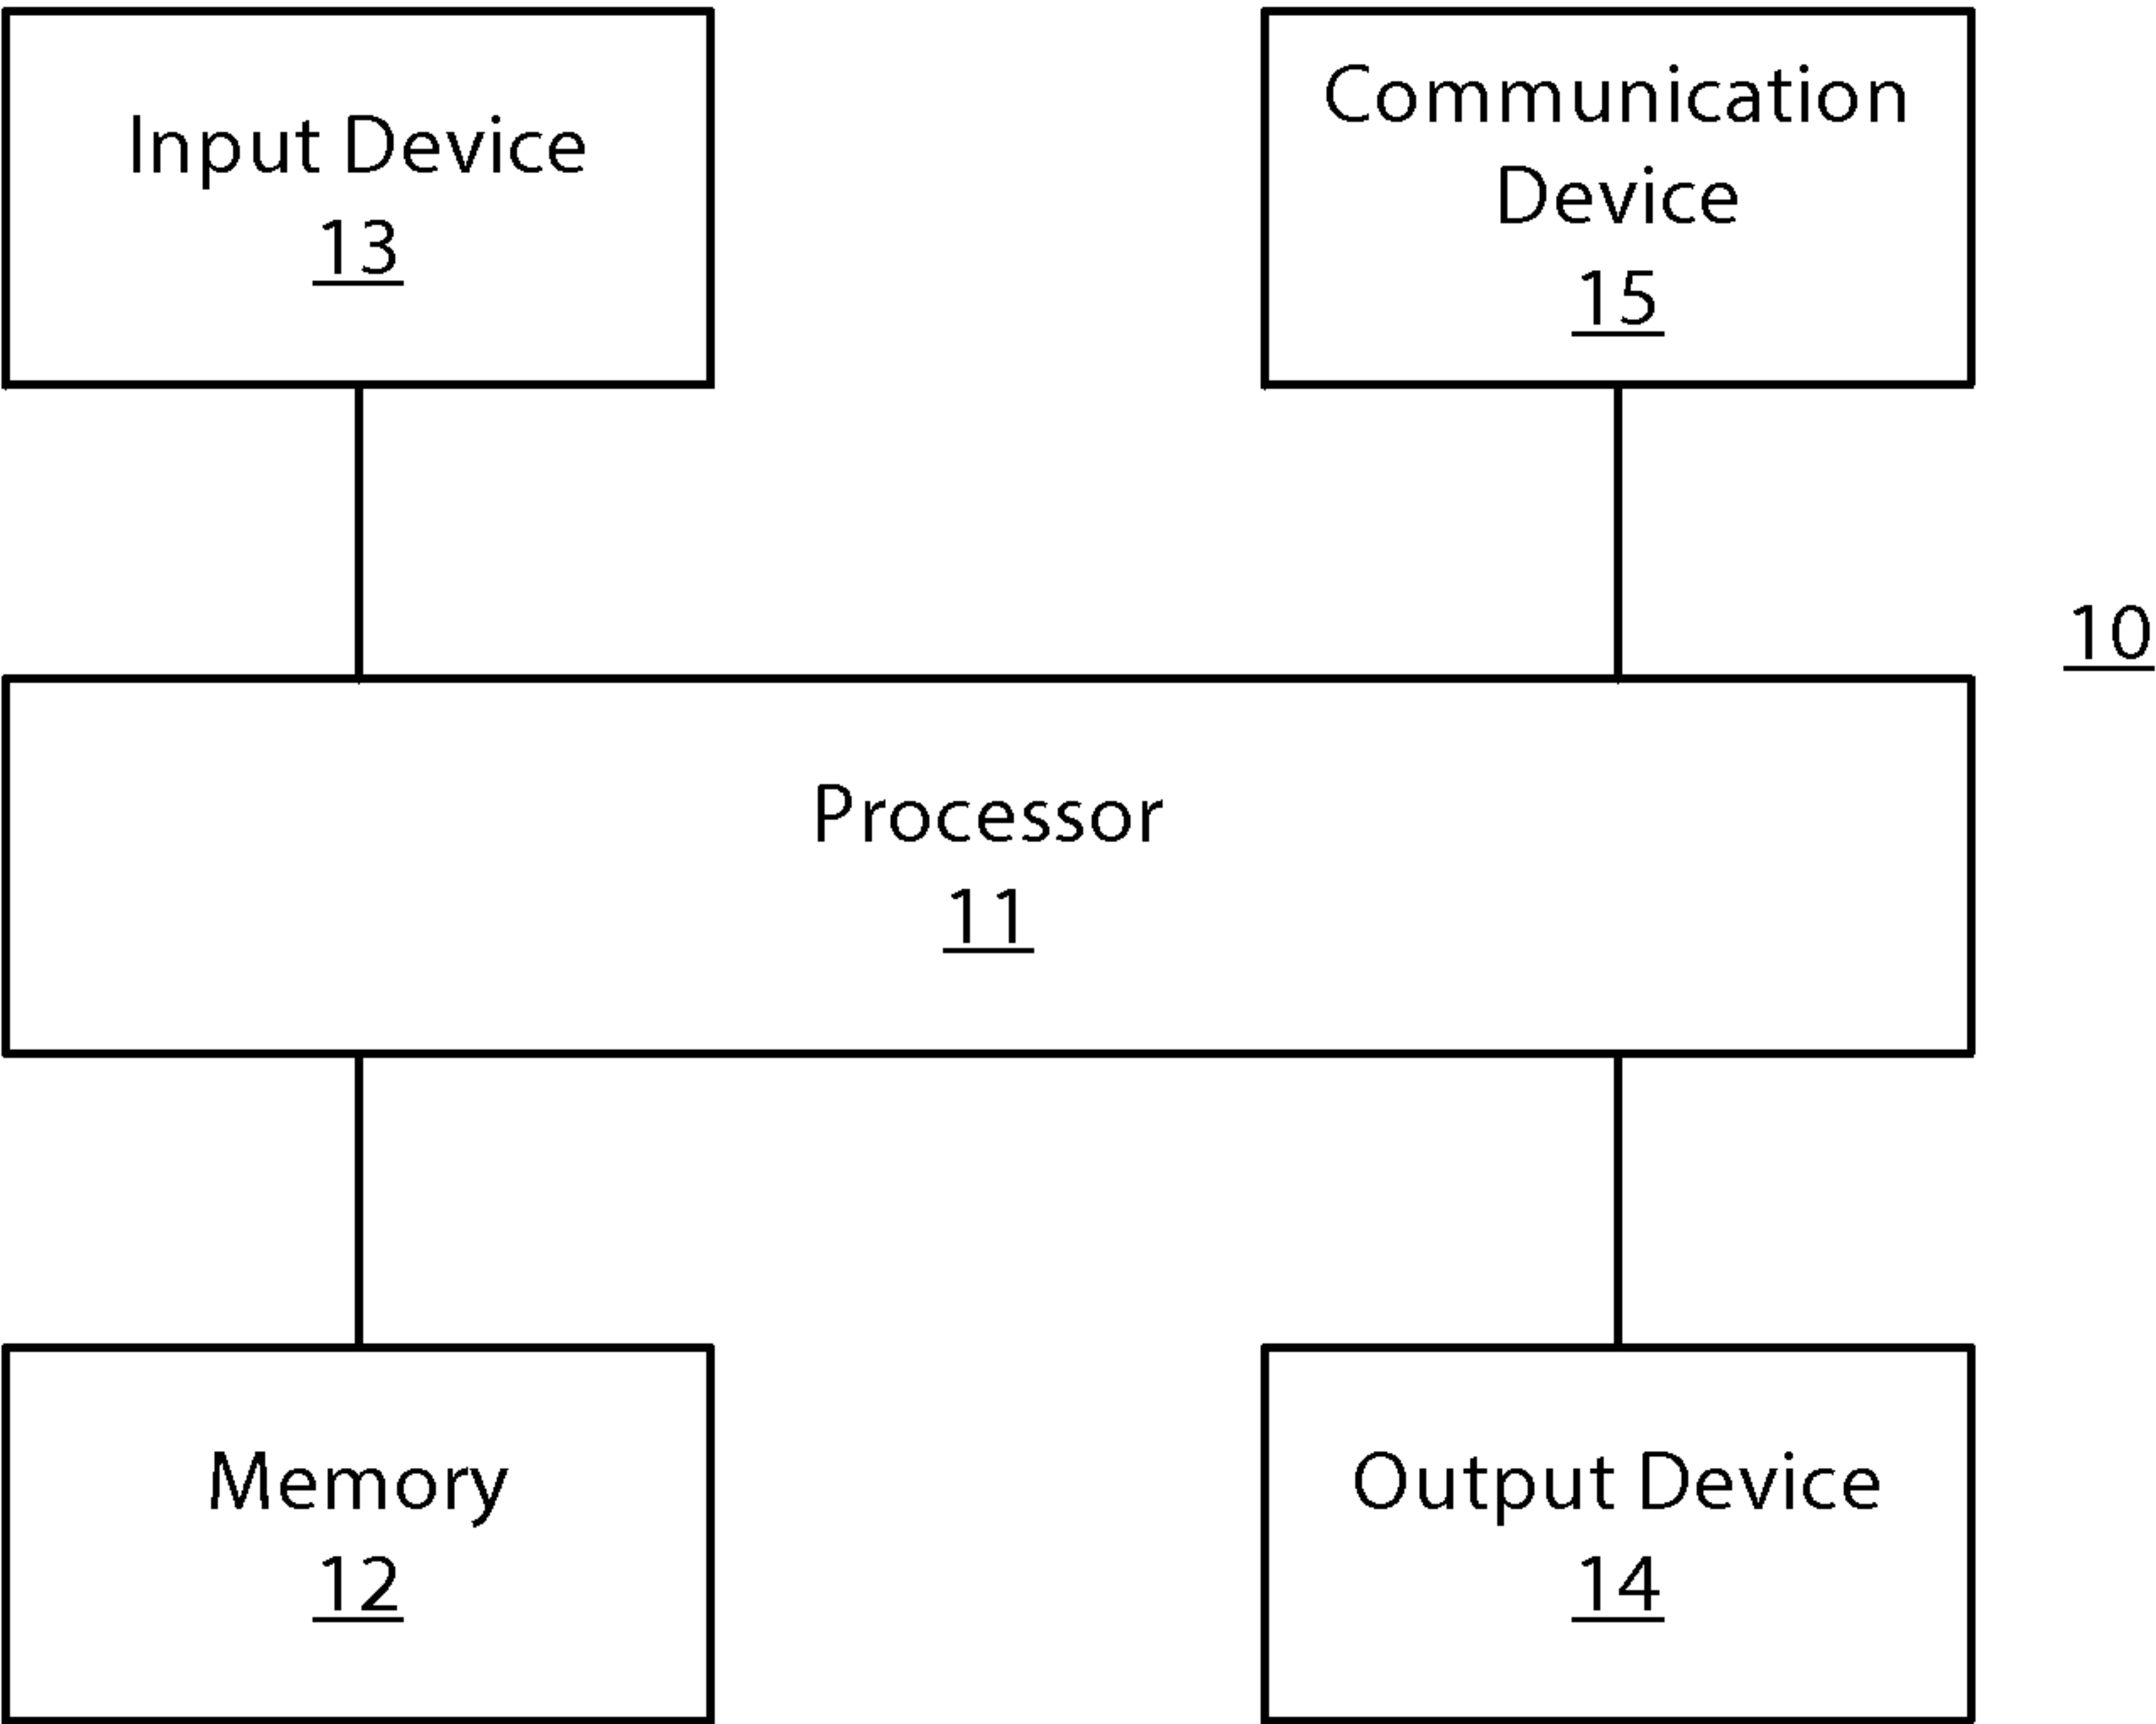 Input Device
13
Communication
Device
15
10
Processor
11
Memory
12
Output Device
14